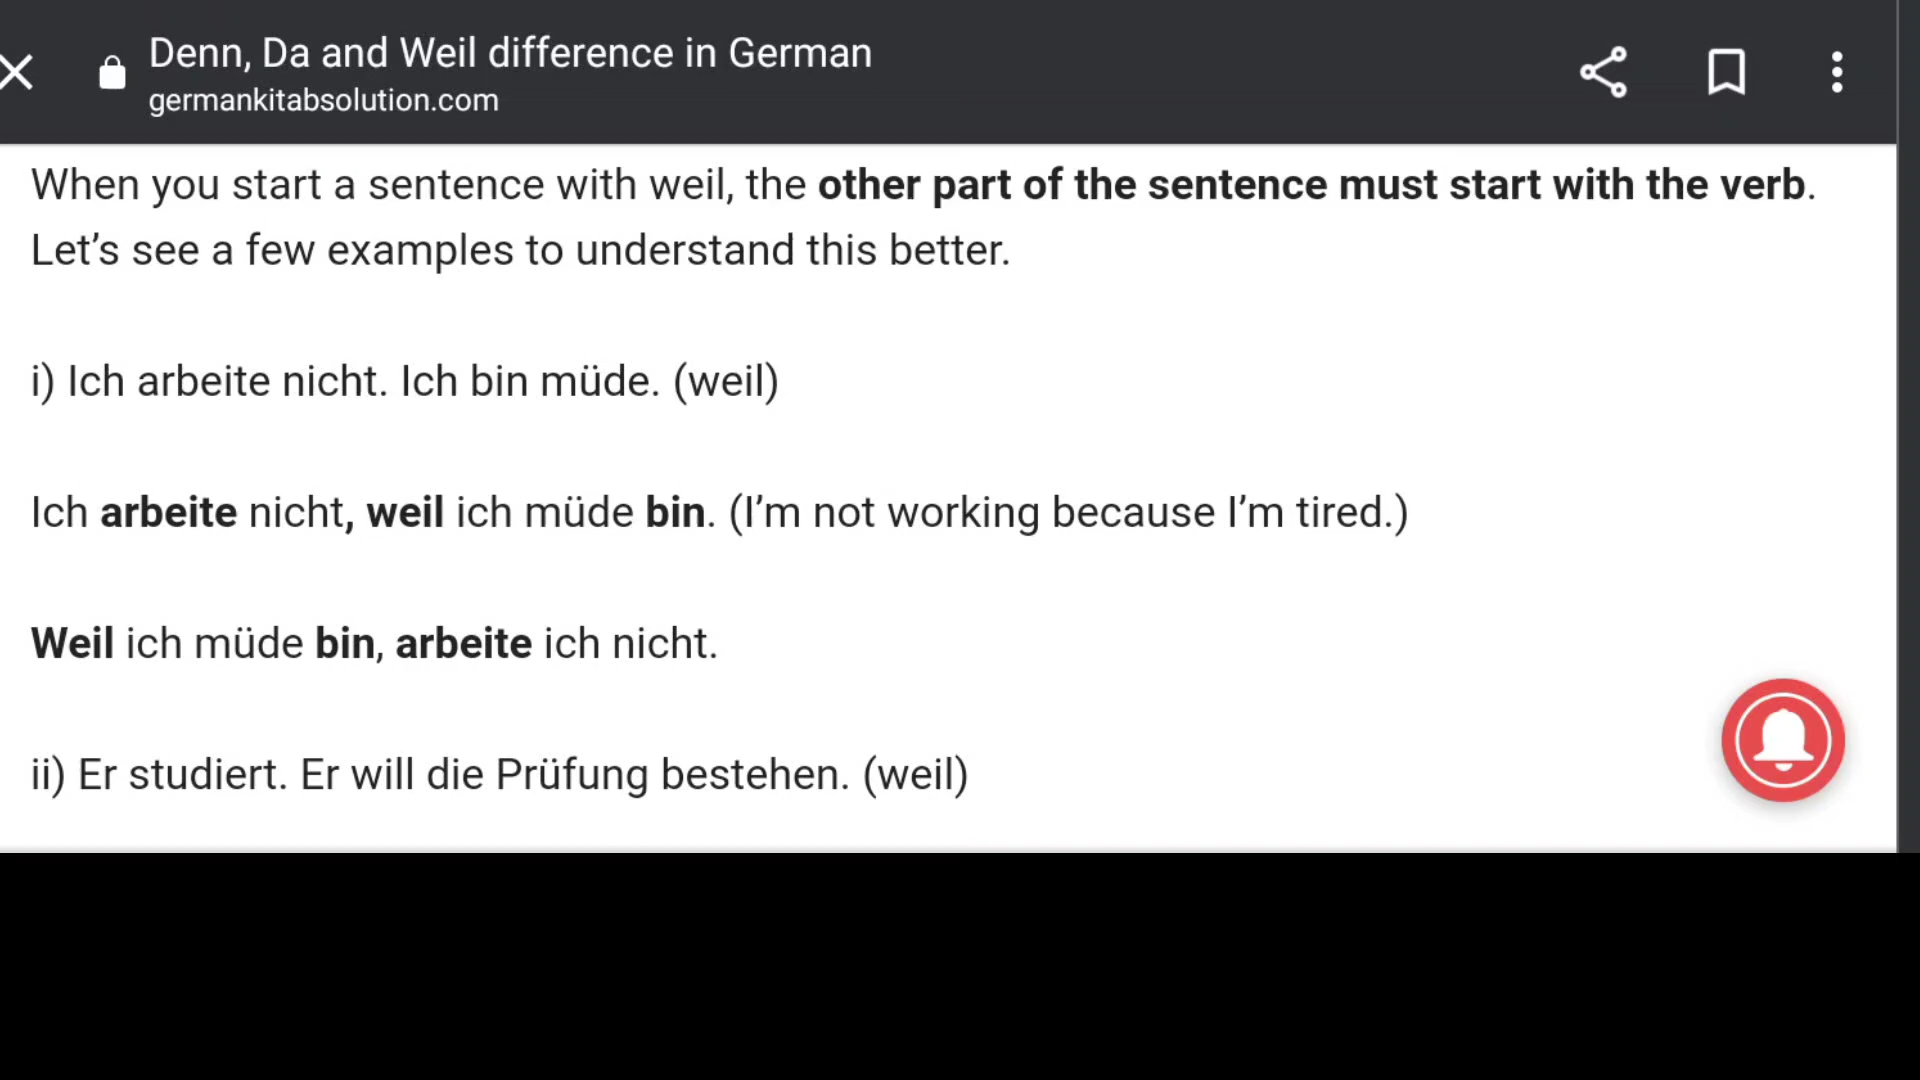 Denn, Da and Weil difference in German
germankitabsolution.com
When you start a sentence with weil, the other part of the sentence must start with the verb.
Let’s see a few examples to understand this better.
i) Ich arbeite nicht. Ich bin müde. (weil)
Ich arbeite nicht, weil ich müde bin. (I’m not working because I’m tired.)
Weil ich müde bin, arbeite ich nicht.
ii) Er studiert. Er will die Prüfung bestehen. (weil)